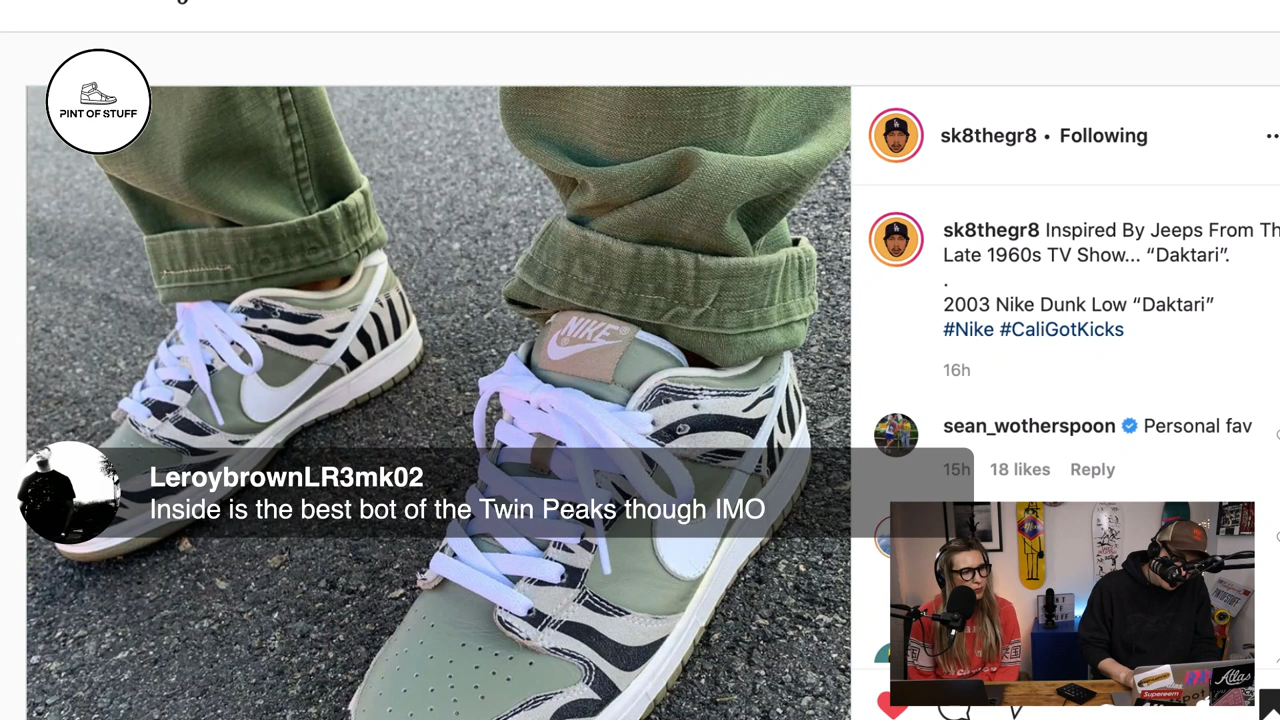 PINT OF STUFF
sk8thegr8 • Following
sk8thegr8 Inspired By Jeeps From Th
Late 1960s TV Show... “Daktari”.
.
2003 Nike Dunk Low “Daktari”
#Nike #CaliGotKicks
16h
sean_wotherspoon Personal fav
15h 18 likes Reply
NIKE
LeroybrownLR3mk02
Inside is the best bot of the Twin Peaks though IMO
Supereem
Atlas